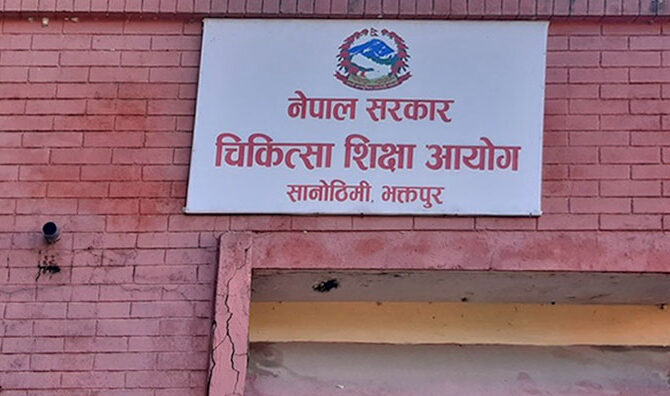 नेपाल सरकार
चिकित्सा शिक्षा आयोग
सानोठिमी, भक्तपुर